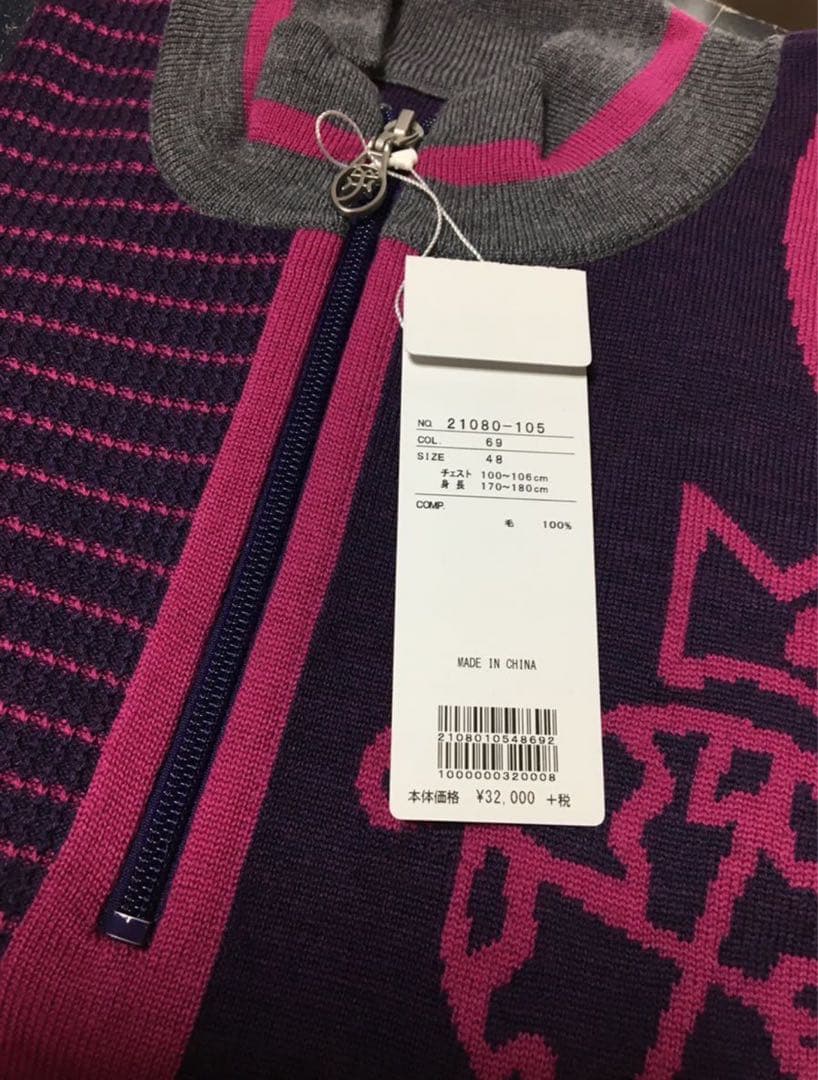 NO. 21080-105
COL. 69
SIZE 48
チェスト 100~106cm
身長 170~180cm
COMP.
毛 100%
MADE IN CHINA
2108010548692
1000000320008
本体価格 ¥32,000 +税